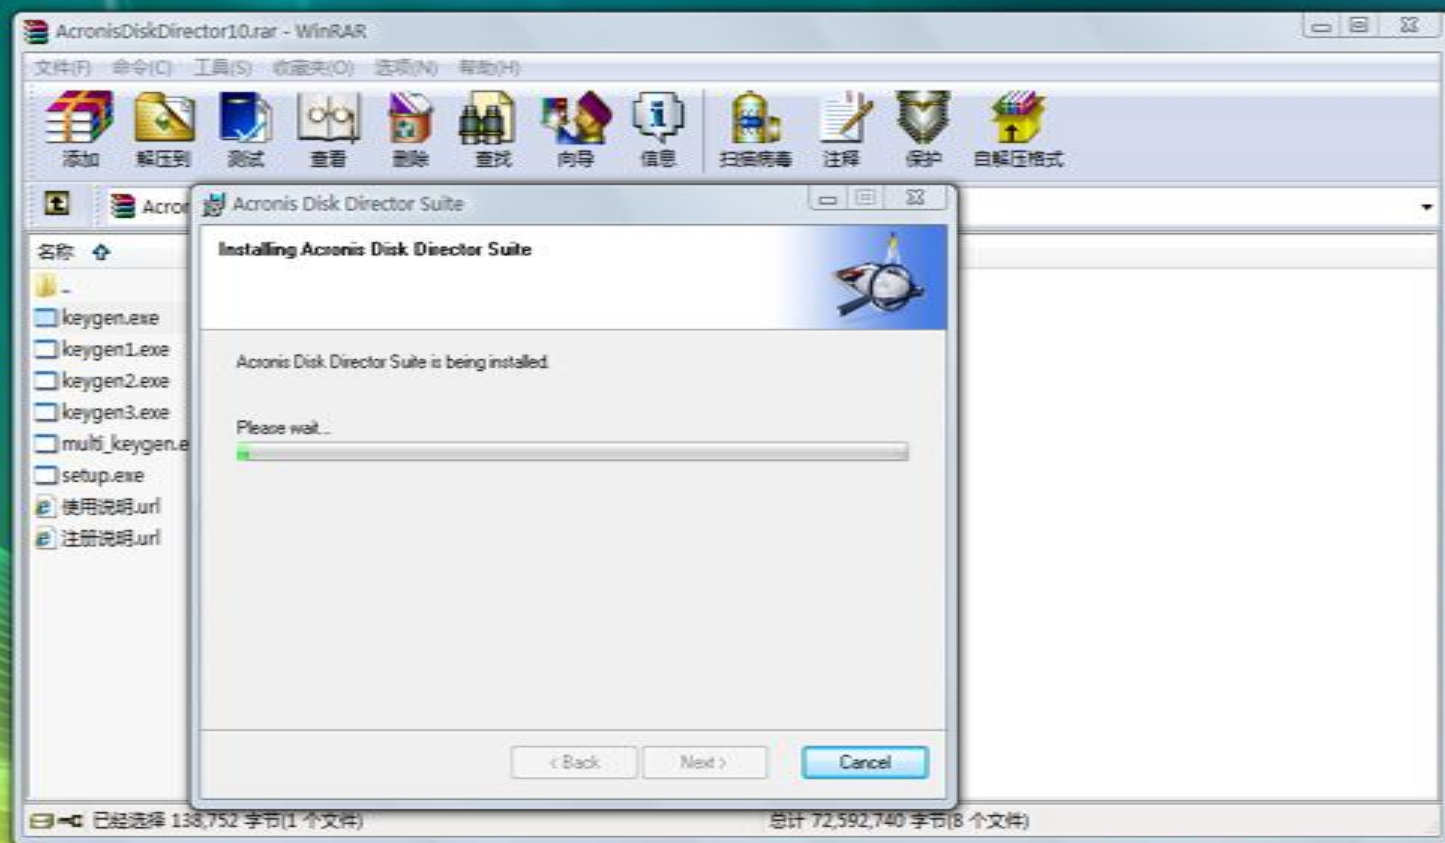 AcronisDiskDirector10.rar - WinRAR
文件(F) 命令(C) 工具(S) 收藏夹(O) 选项(N) 帮助(H)
添加 解压到 测试 查看 删除 查找 向导 信息 扫描病毒 注释 保护 自解压格式
Acror
Acronis Disk Director Suite
名称
Installing Acronis Disk Director Suite
..
keygen.exe
keygen1.exe
Acronis Disk Director Suite is being installed.
keygen2.exe
keygen3.exe
Please wait...
multi_keygen.e
setup.exe
使用说明.url
注册说明.url
< Back Next > Cancel
已经选择 138,752 字节(1 个文件) 总计 72,592,740 字节(8 个文件)